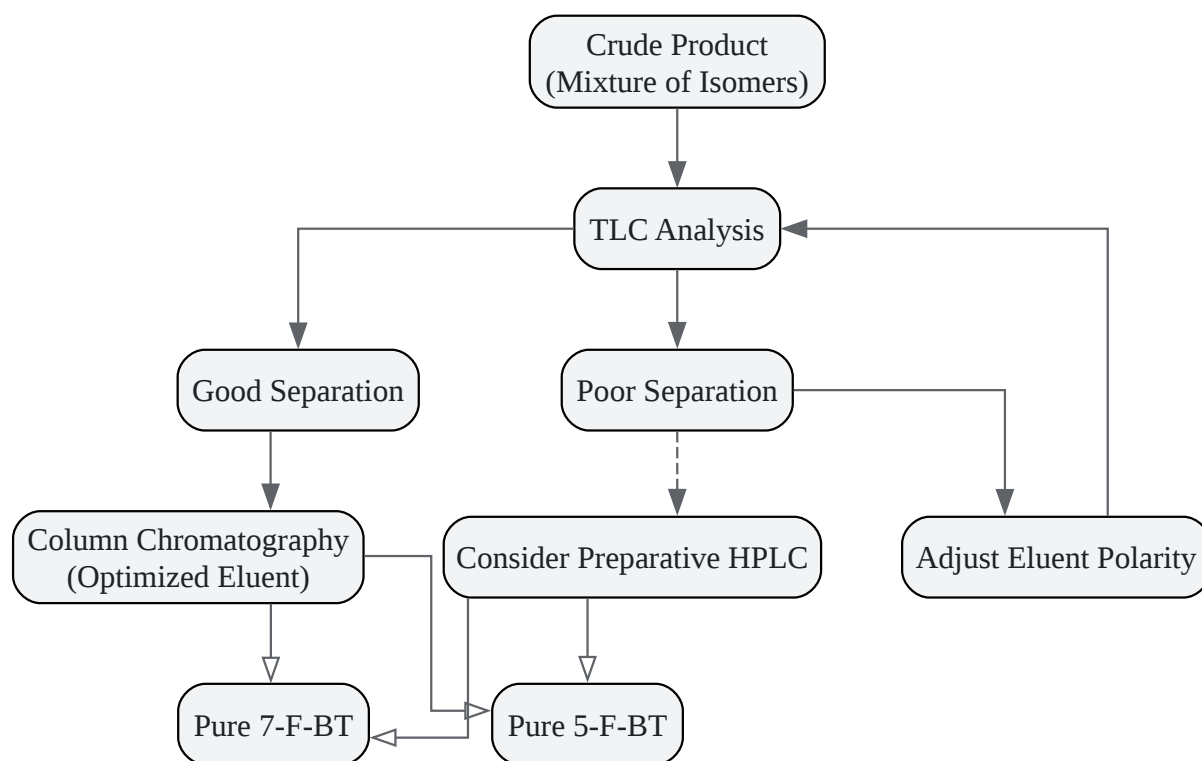 Crude Product
(Mixture of Isomers)
TLC Analysis
Good Separation
Poor Separation
Column Chromatography
(Optimized Eluent)
Consider Preparative HPLC
Adjust Eluent Polarity
Pure 7-F-BT
Pure 5-F-BT